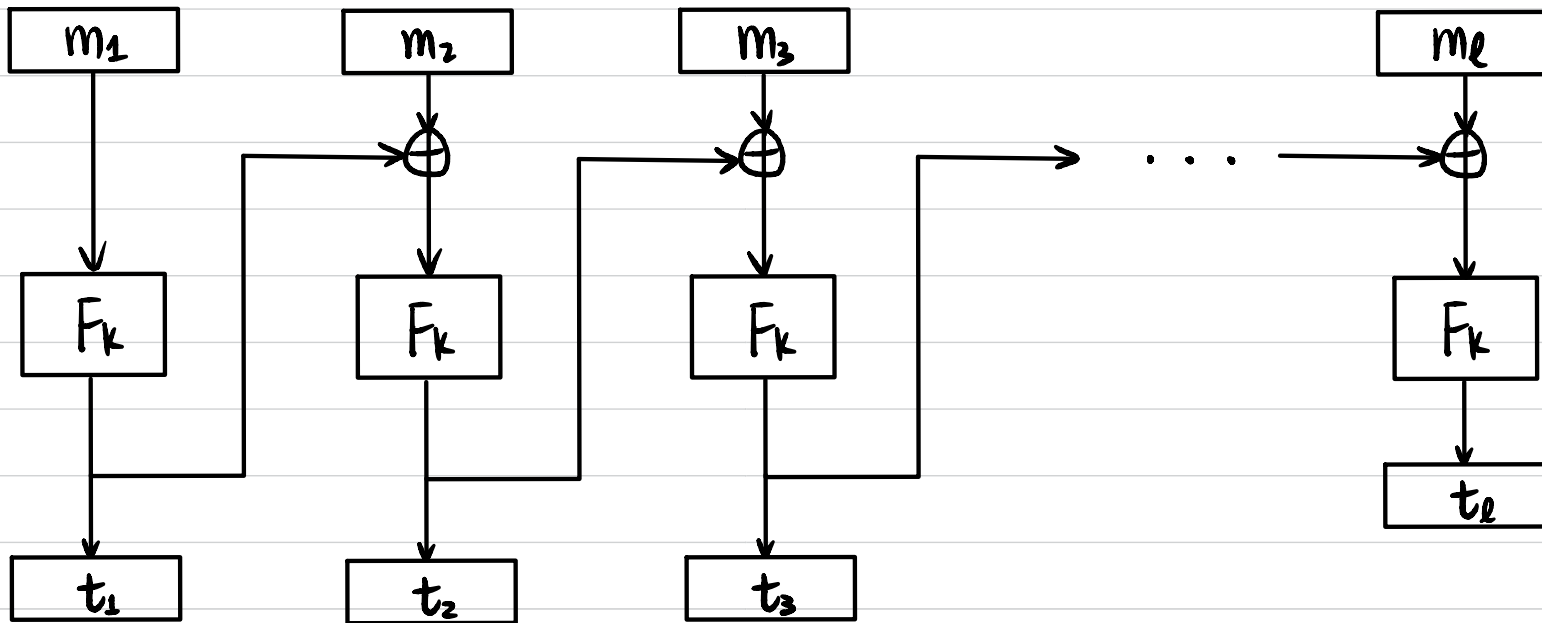 m₁ m₂ m₃ mℓ
⊕ ⊕ . . . ⊕
Fₖ Fₖ Fₖ Fₖ
tℓ
t₁ t₂ t₃